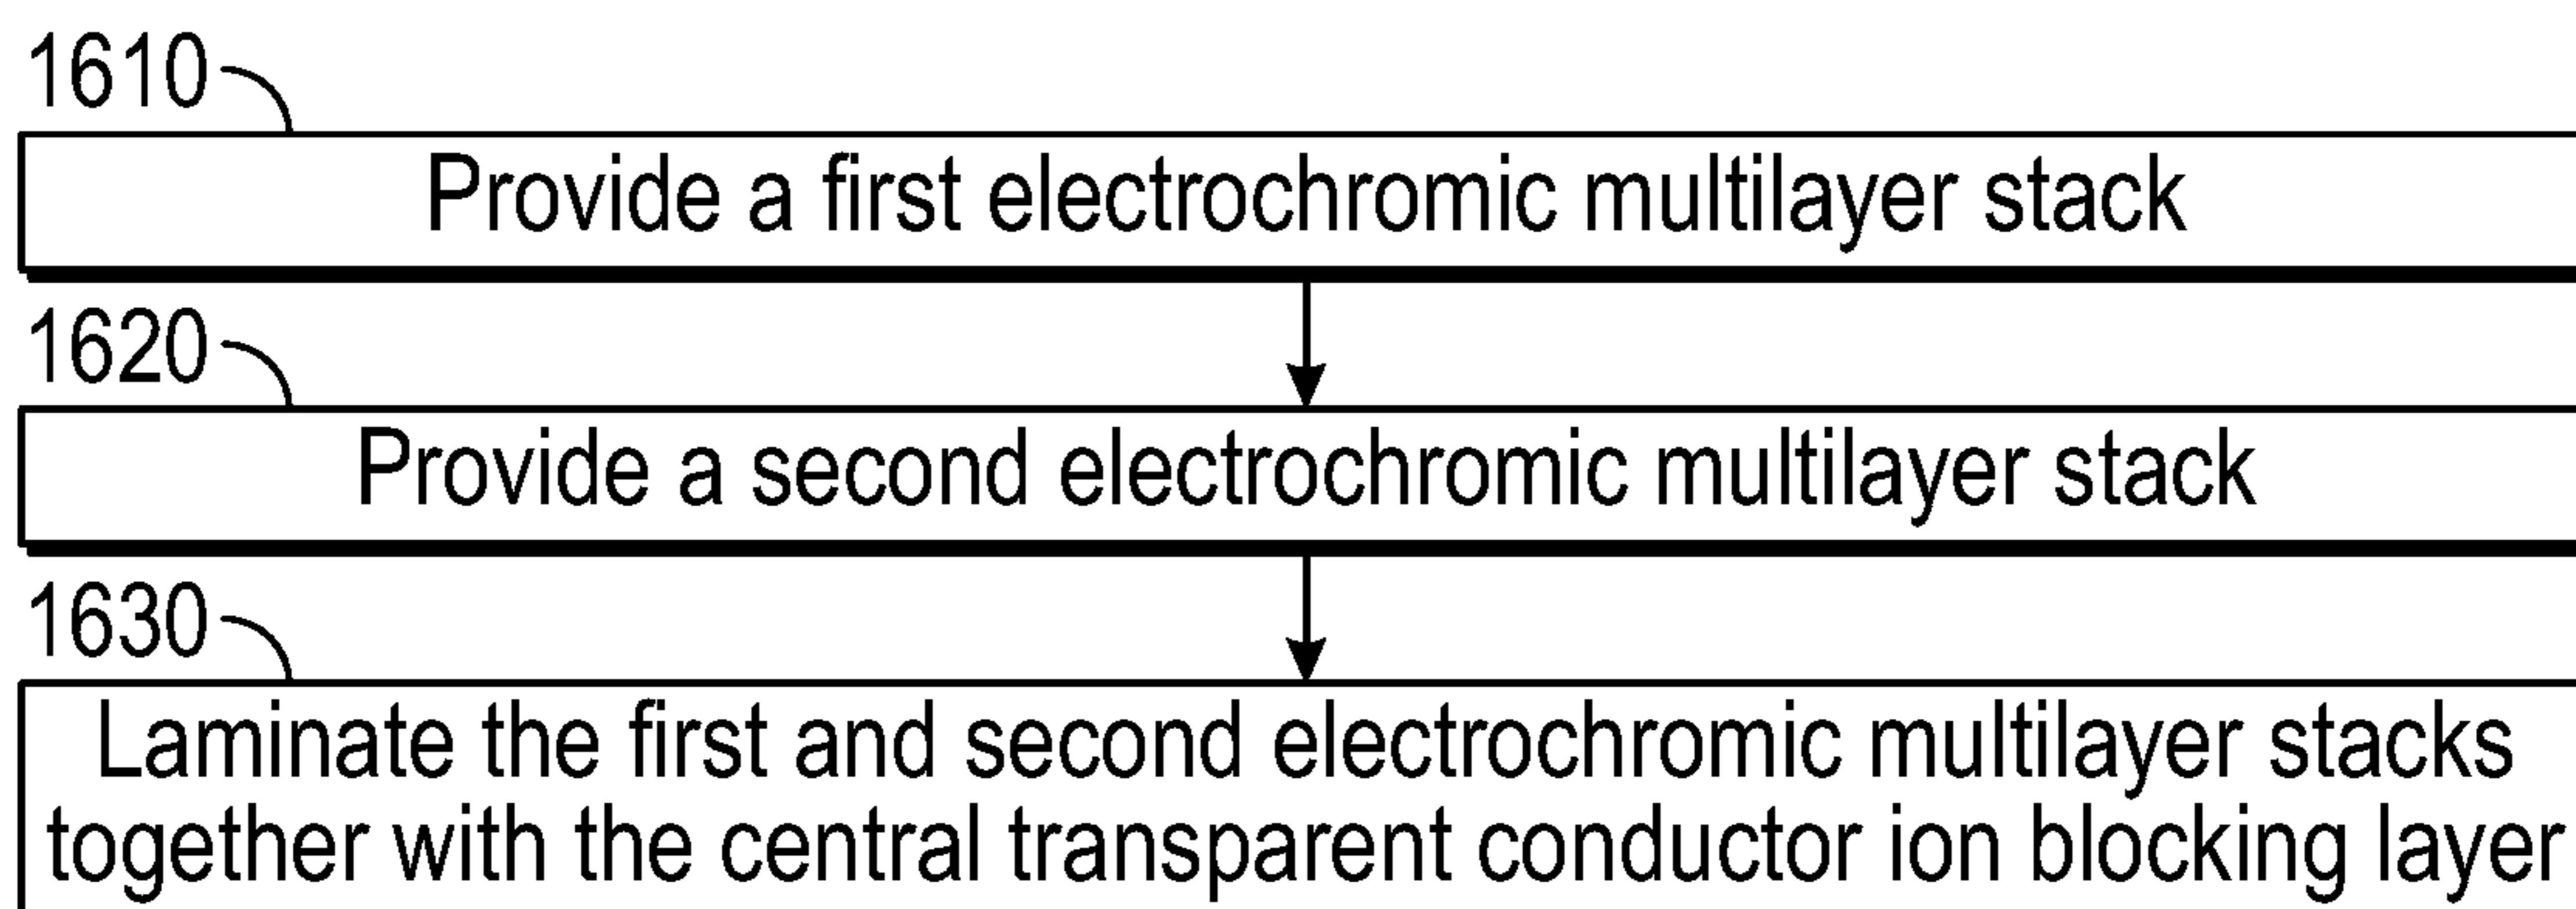 1610
Provide a first electrochromic multilayer stack
1620
Provide a second electrochromic multilayer stack
1630
Laminate the first and second electrochromic multilayer stacks
together with the central transparent conductor ion blocking layer